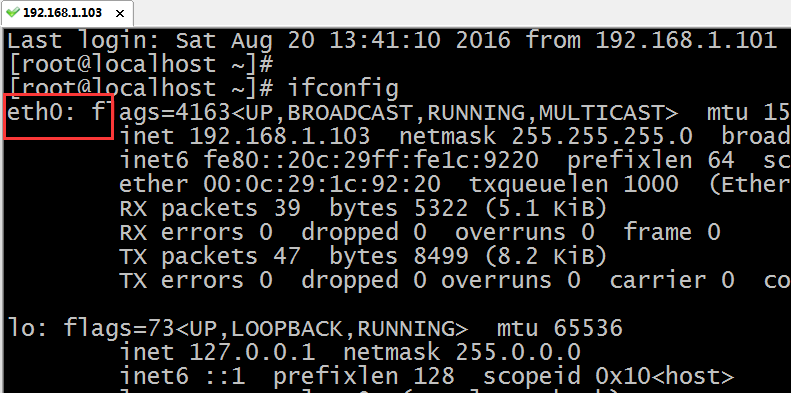 192.168.1.103
Last login: Sat Aug 20 13:41:10 2016 from 192.168.1.101
[root@localhost ~]#
[root@localhost ~]# ifconfig
eth0: flags=4163<UP,BROADCAST,RUNNING,MULTICAST> mtu 15
inet 192.168.1.103 netmask 255.255.255.0 broad
inet6 fe80::20c:29ff:fe1c:9220 prefixlen 64 sc
ether 00:0c:29:1c:92:20 txqueuelen 1000 (Ether
RX packets 39 bytes 5322 (5.1 KiB)
RX errors 0 dropped 0 overruns 0 frame 0
TX packets 47 bytes 8499 (8.2 KiB)
TX errors 0 dropped 0 overruns 0 carrier 0 co
lo: flags=73<UP,LOOPBACK,RUNNING> mtu 65536
inet 127.0.0.1 netmask 255.0.0.0
inet6 ::1 prefixlen 128 scopeid 0x10<host>